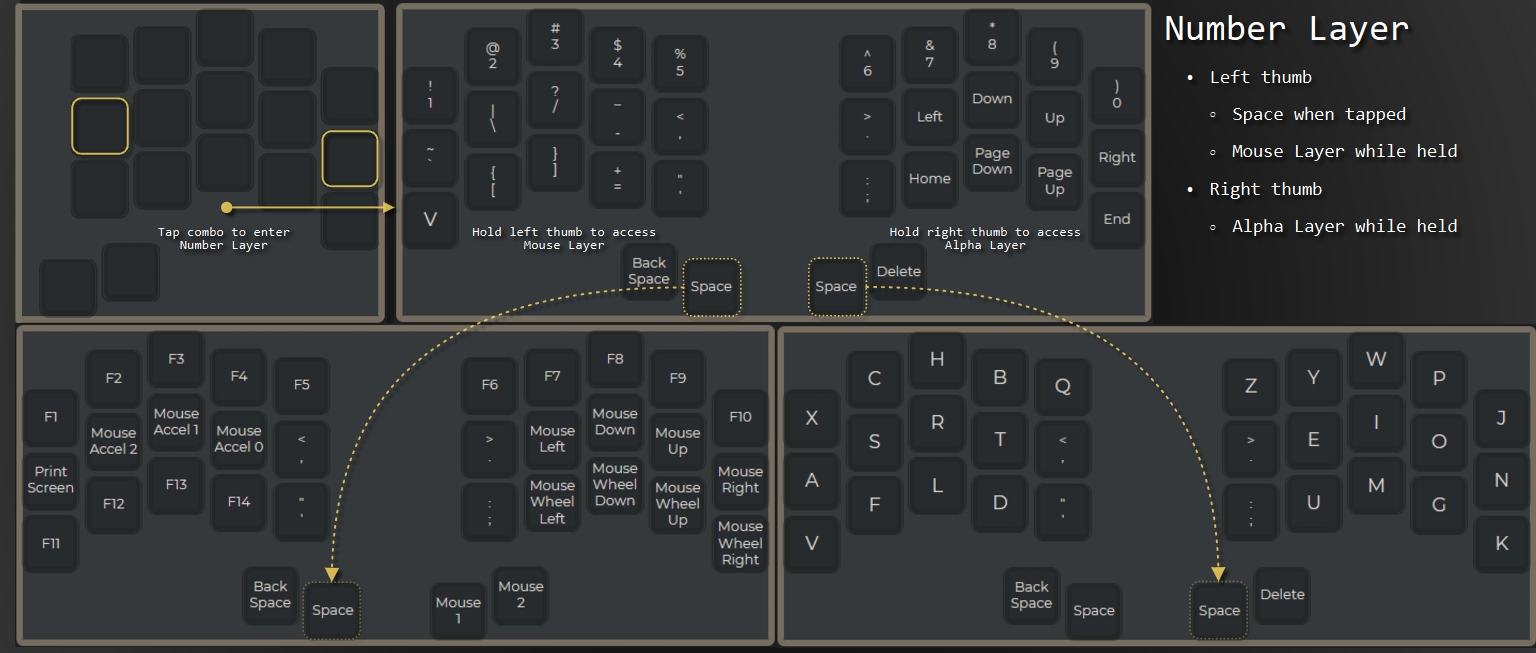 Number Layer
• Left thumb
◦ Space when tapped
◦ Mouse Layer while held
• Right thumb
◦ Alpha Layer while held
Tap combo to enter
Number Layer
!
1
@
2
#
3
$
4
%
5
^
6
&
7
*
8
(
9
)
0
~
`
|
\
?
/
_
-
<
,
>
.
Left
Down
Up
Right
V
{
[
}
]
+
=
"
'
:
;
Home
Page
Down
Page
Up
End
Hold left thumb to access
Mouse Layer
Hold right thumb to access
Alpha Layer
Back
Space
Space
Space
Delete
F1
F2
F3
F4
F5
F6
F7
F8
F9
F10
Print
Screen
Mouse
Accel 2
Mouse
Accel 1
Mouse
Accel 0
<
,
>
.
Mouse
Left
Mouse
Down
Mouse
Up
Mouse
Right
F11
F12
F13
F14
"
'
:
;
Mouse
Wheel
Left
Mouse
Wheel
Down
Mouse
Wheel
Up
Mouse
Wheel
Right
Back
Space
Space
Mouse
1
Mouse
2
X
C
H
B
Q
Z
Y
W
P
J
A
S
R
T
<
,
>
.
E
I
O
N
V
F
L
D
"
'
:
;
U
M
G
K
Back
Space
Space
Space
Delete